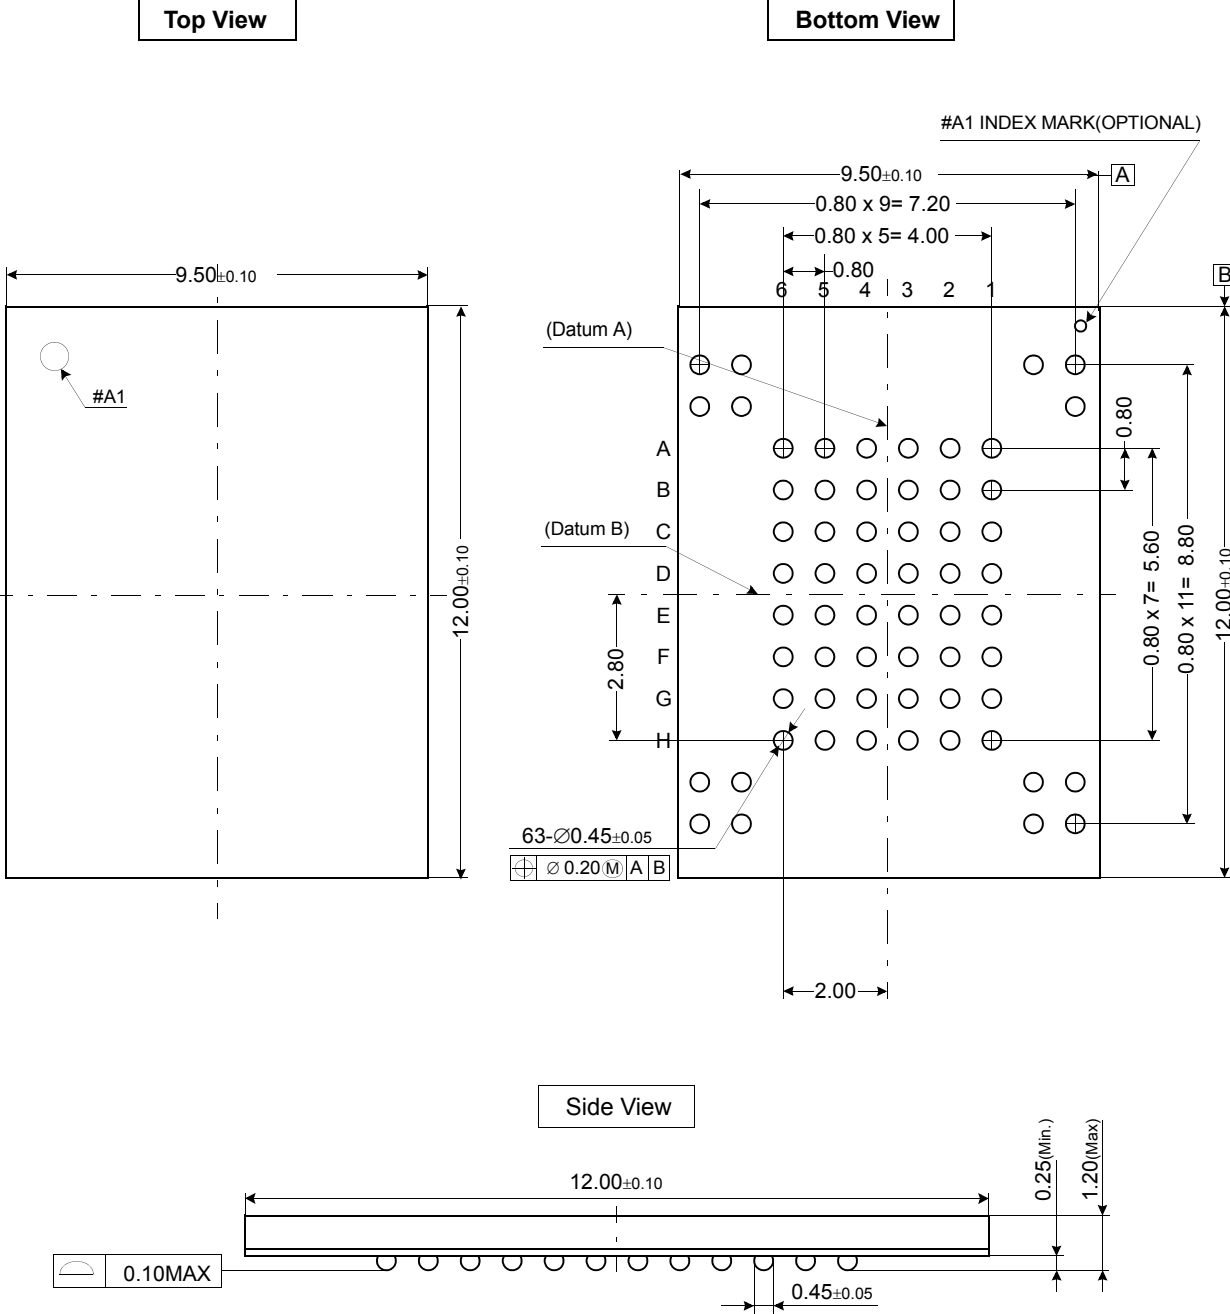 Top View
Bottom View
#A1 INDEX MARK(OPTIONAL)
9.50±0.10
A
0.80 x 9= 7.20
0.80 x 5= 4.00
0.80
B
9.50±0.10
6 5 4 3 2 1
(Datum A)
#A1
0.80
A
B
(Datum B)
C
D
E
F
G
H
12.00±0.10
2.80
0.80 x 7= 5.60
0.80 x 11= 8.80
12.00±0.10
63-∅0.45±0.05
⌖ ∅ 0.20 Ⓜ A B
2.00
Side View
12.00±0.10
0.25(Min.)
1.20(Max)
0.10MAX
0.45±0.05